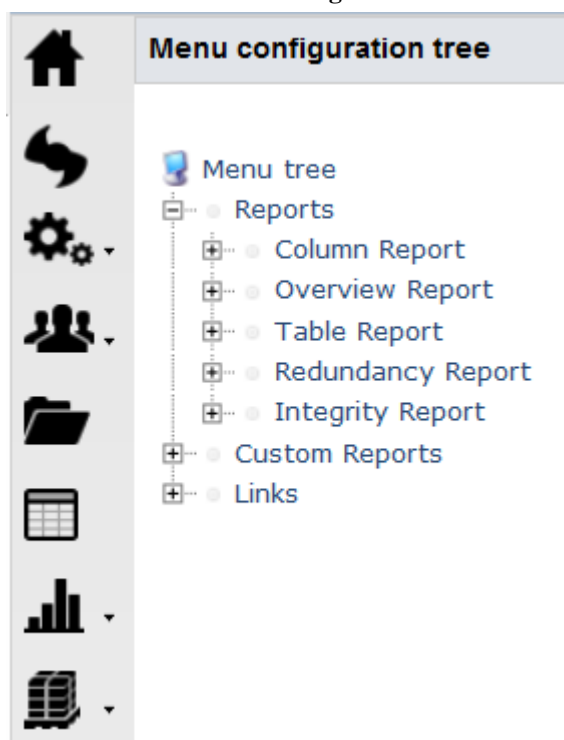 Menu configuration tree
Menu tree
Reports
Column Report
Overview Report
Table Report
Redundancy Report
Integrity Report
Custom Reports
Links